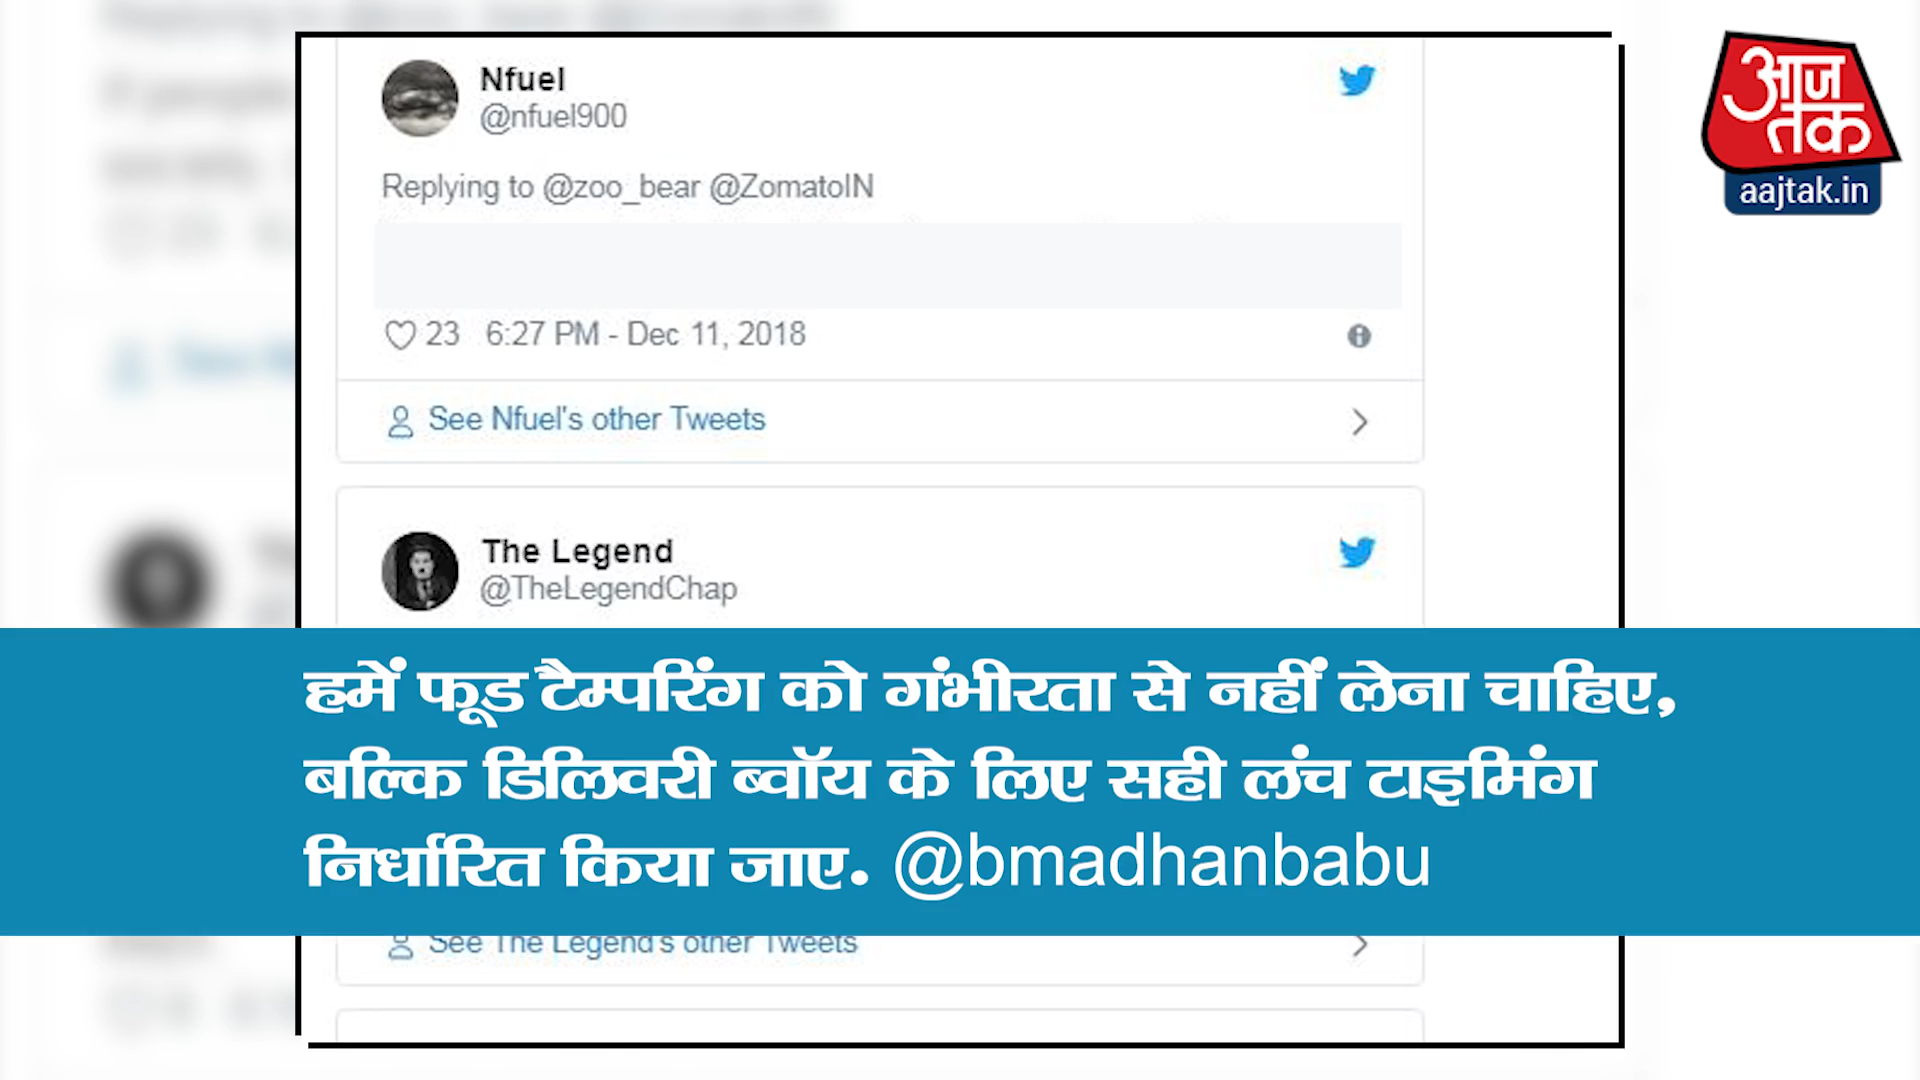 Nfuel
@nfuel900
Replying to @zoo_bear @ZomatoIN
23 6:27 PM - Dec 11, 2018
See Nfuel's other Tweets
The Legend
@TheLegendChap
हमें फूड टैम्परिंग को गंभीरता से नहीं लेना चाहिए,
बल्कि डिलिवरी ब्वॉय के लिए सही लंच टाइमिंग
निर्धारित किया जाए. @bmadhanbabu
See The Legend's other Tweets
आज
तक
aajtak.in